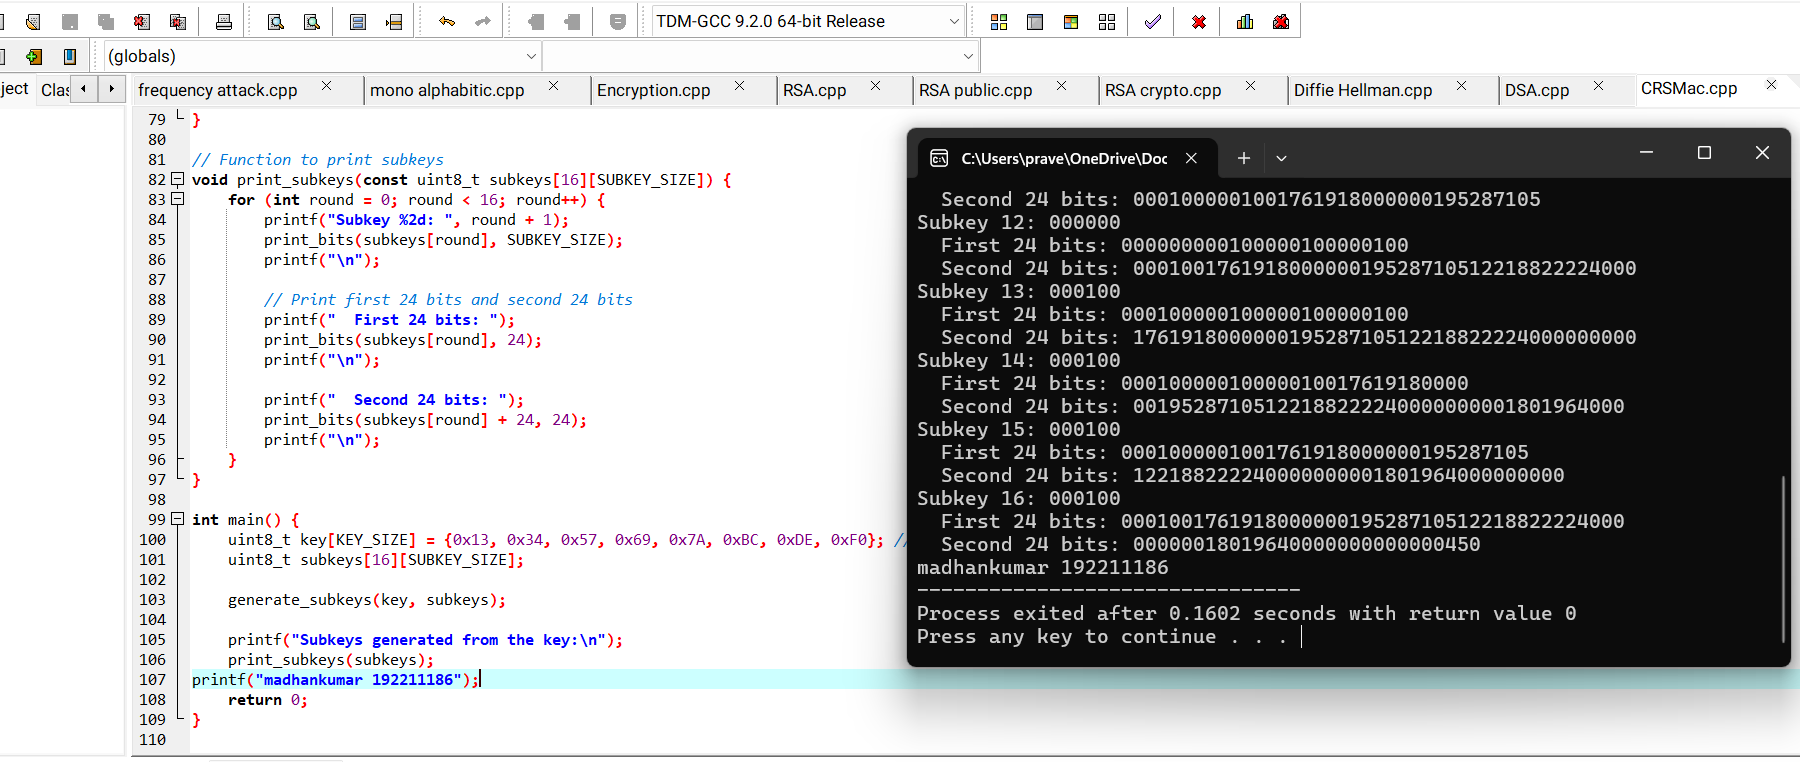 TDM-GCC 9.2.0 64-bit Release
(globals)
ject Clas
frequency attack.cpp mono alphabitic.cpp Encryption.cpp RSA.cpp RSA public.cpp RSA crypto.cpp Diffie Hellman.cpp DSA.cpp CRSMac.cpp
79 }
80
81 // Function to print subkeys
82 void print_subkeys(const uint8_t subkeys[16][SUBKEY_SIZE]) {
83 for (int round = 0; round < 16; round++) {
84 printf("Subkey %2d: ", round + 1);
85 print_bits(subkeys[round], SUBKEY_SIZE);
86 printf("\n");
87
88 // Print first 24 bits and second 24 bits
89 printf("  First 24 bits: ");
90 print_bits(subkeys[round], 24);
91 printf("\n");
92
93 printf("  Second 24 bits: ");
94 print_bits(subkeys[round] + 24, 24);
95 printf("\n");
96 }
97 }
98
99 int main() {
100 uint8_t key[KEY_SIZE] = {0x13, 0x34, 0x57, 0x69, 0x7A, 0xBC, 0xDE, 0xF0}; //
101 uint8_t subkeys[16][SUBKEY_SIZE];
102
103 generate_subkeys(key, subkeys);
104
105 printf("Subkeys generated from the key:\n");
106 print_subkeys(subkeys);
107 printf("madhankumar 192211186");
108 return 0;
109 }
110
C:\Users\prave\OneDrive\Doc
Second 24 bits: 0001000001001761918000000195287105
Subkey 12: 000000
First 24 bits: 000000000100000100000100
Second 24 bits: 000100176191800000019528710512218822224000
Subkey 13: 000100
First 24 bits: 000100000100000100000100
Second 24 bits: 176191800000019528710512218822224000000000
Subkey 14: 000100
First 24 bits: 00010000010000010017619180000
Second 24 bits: 00195287105122188222240000000001801964000
Subkey 15: 000100
First 24 bits: 0001000001001761918000000195287105
Second 24 bits: 122188222240000000001801964000000000
Subkey 16: 000100
First 24 bits: 000100176191800000019528710512218822224000
Second 24 bits: 00000018019640000000000000450
madhankumar 192211186
--------------------------------
Process exited after 0.1602 seconds with return value 0
Press any key to continue . . .